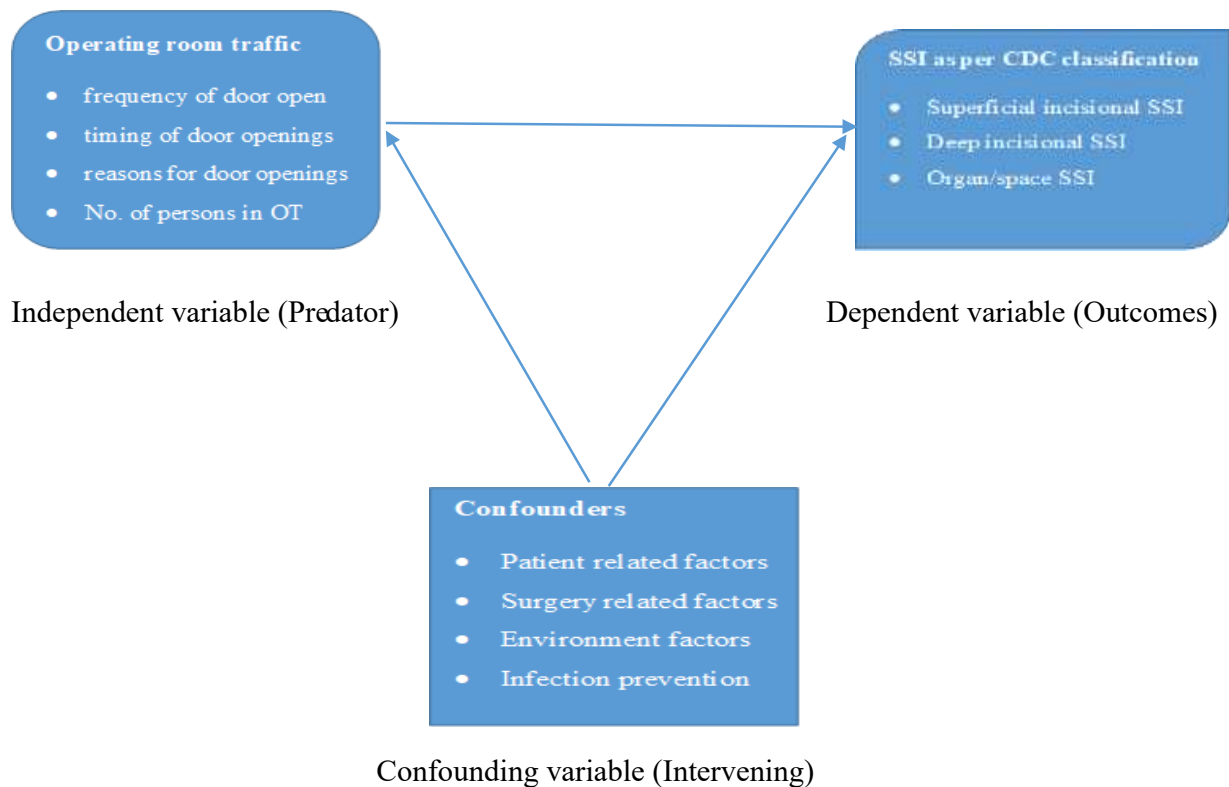 Operating room traffic
• frequency of door open
• timing of door openings
• reasons for door openings
• No. of persons in OT
SSI as per CDC classification
• Superficial incisional SSI
• Deep incisional SSI
• Organ/space SSI
Independent variable (Predator)
Dependent variable (Outcomes)
Confounders
• Patient related factors
• Surgery related factors
• Environment factors
• Infection prevention
Confounding variable (Intervening)